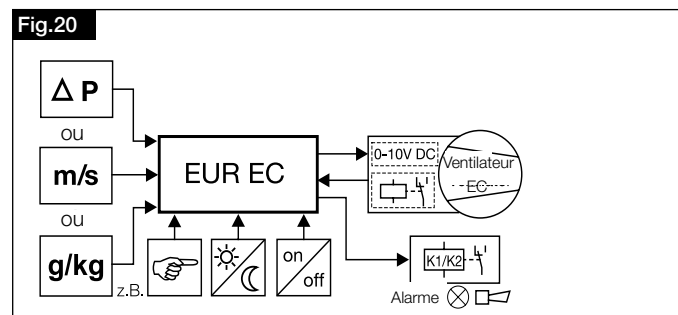 Fig.20
Δ P
ou
m/s
ou
g/kg
EUR EC
0-10V DC
Ventilateur
EC
z.B.
on
off
K1/K2
Alarme